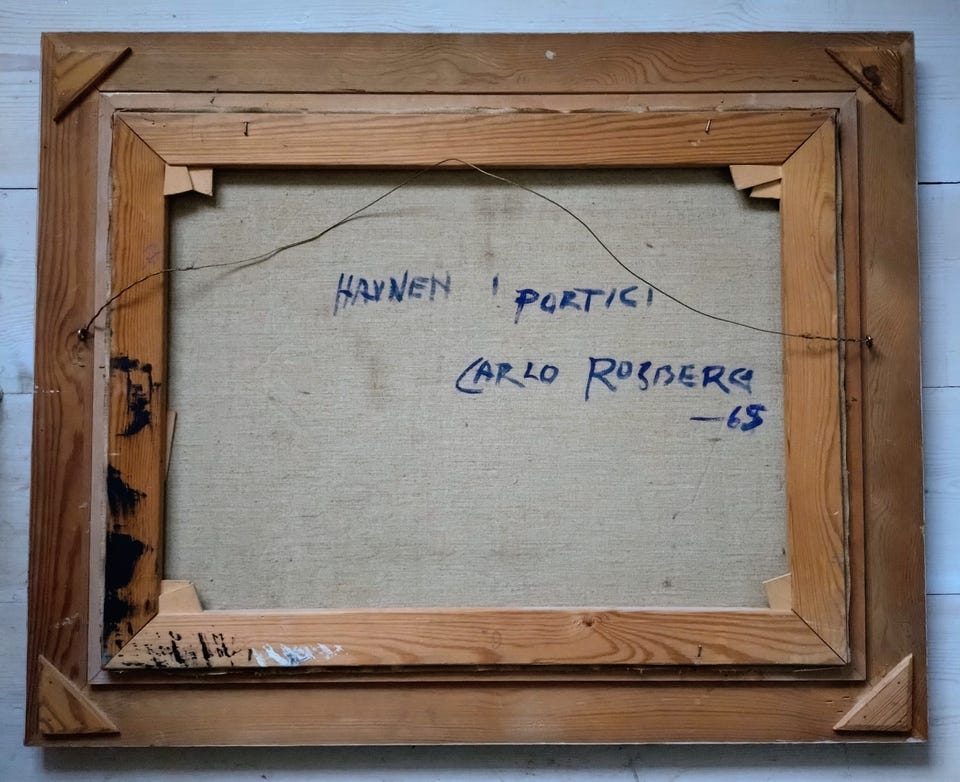 HAVNEN I PORTICI
CARLO ROSBERG
-65